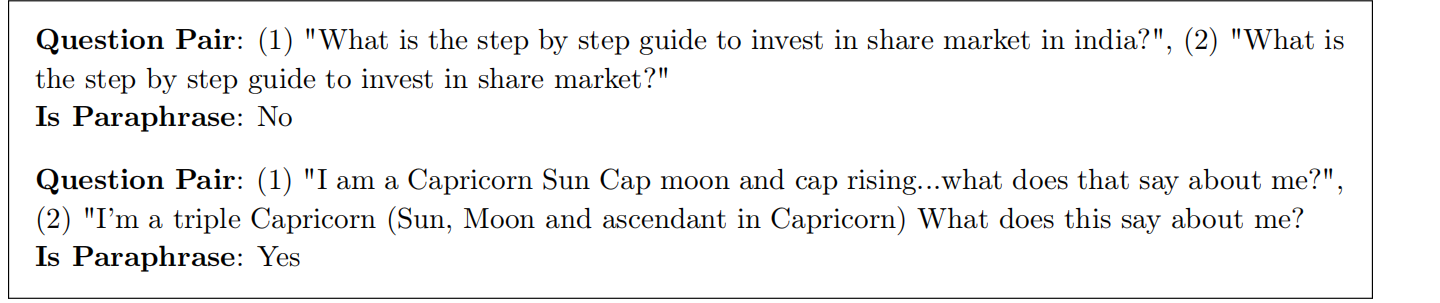 Question Pair: (1) "What is the step by step guide to invest in share market in india?", (2) "What is
the step by step guide to invest in share market?"
Is Paraphrase: No
Question Pair: (1) "I am a Capricorn Sun Cap moon and cap rising...what does that say about me?",
(2) "I'm a triple Capricorn (Sun, Moon and ascendant in Capricorn) What does this say about me?
Is Paraphrase: Yes